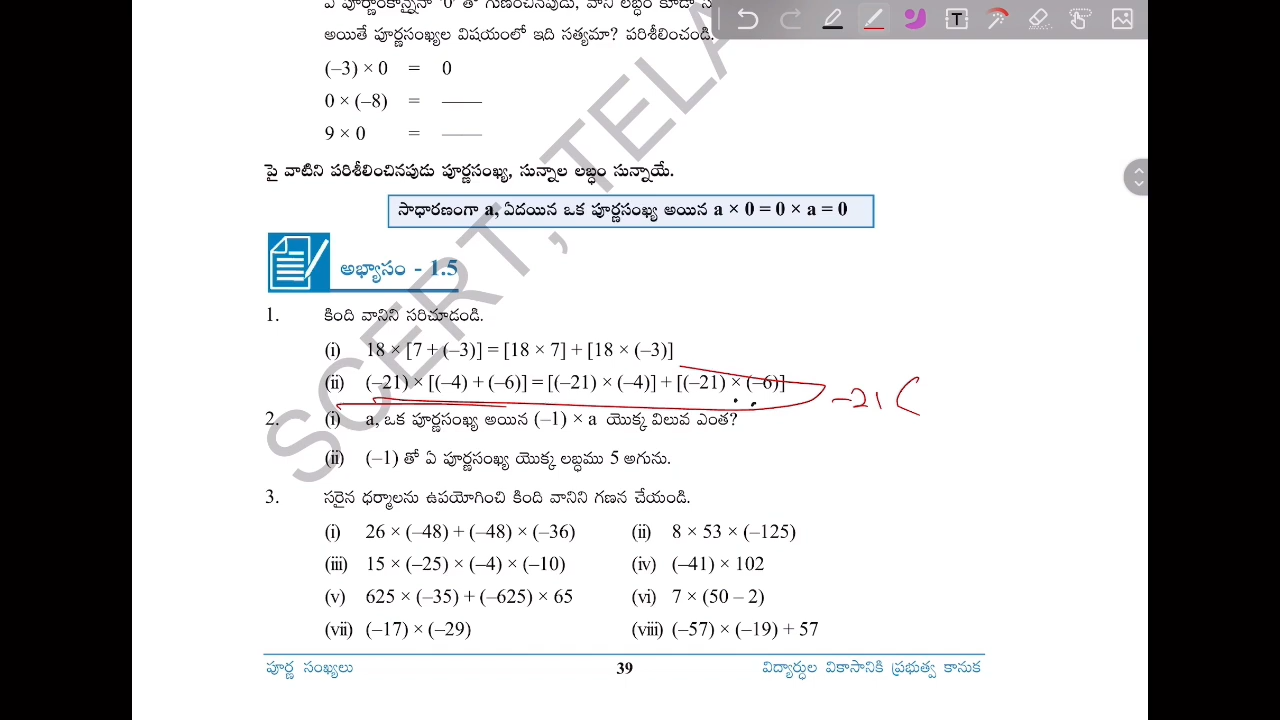 ఏ పూర్ణాంకాన్నైనా '0' తో గుణించినపుడు, వాని లబ్ధం కూడా
అయితే పూర్ణసంఖ్యల విషయంలో ఇది సత్యమా? పరిశీలించండి.
(–3) × 0 = 0
0 × (–8) = ——
9 × 0 = ——
పై వాటిని పరిశీలించినపుడు పూర్ణసంఖ్య, సున్నాల లబ్ధం సున్నాయే.
సాధారణంగా a, ఏదయిన ఒక పూర్ణసంఖ్య అయిన a × 0 = 0 × a = 0
అభ్యాసం - 1.5
1. కింది వానిని సరిచూడండి.
(i) 18 × [7 + (–3)] = [18 × 7] + [18 × (–3)]
(ii) (–21) × [(–4) + (–6)] = [(–21) × (–4)] + [(–21) × (–6)]
–21 (
2. (i) a, ఒక పూర్ణసంఖ్య అయిన (–1) × a యొక్క విలువ ఎంత?
(ii) (–1) తో ఏ పూర్ణసంఖ్య యొక్క లబ్ధము 5 అగును.
3. సరైన ధర్మాలను ఉపయోగించి కింది వానిని గణన చేయండి.
(i) 26 × (–48) + (–48) × (–36) (ii) 8 × 53 × (–125)
(iii) 15 × (–25) × (–4) × (–10) (iv) (–41) × 102
(v) 625 × (–35) + (–625) × 65 (vi) 7 × (50 – 2)
(vii) (–17) × (–29) (viii) (–57) × (–19) + 57
పూర్ణ సంఖ్యలు 39 విద్యార్థుల వికాసానికి ప్రభుత్వ కానుక
SCERT, TELA
T